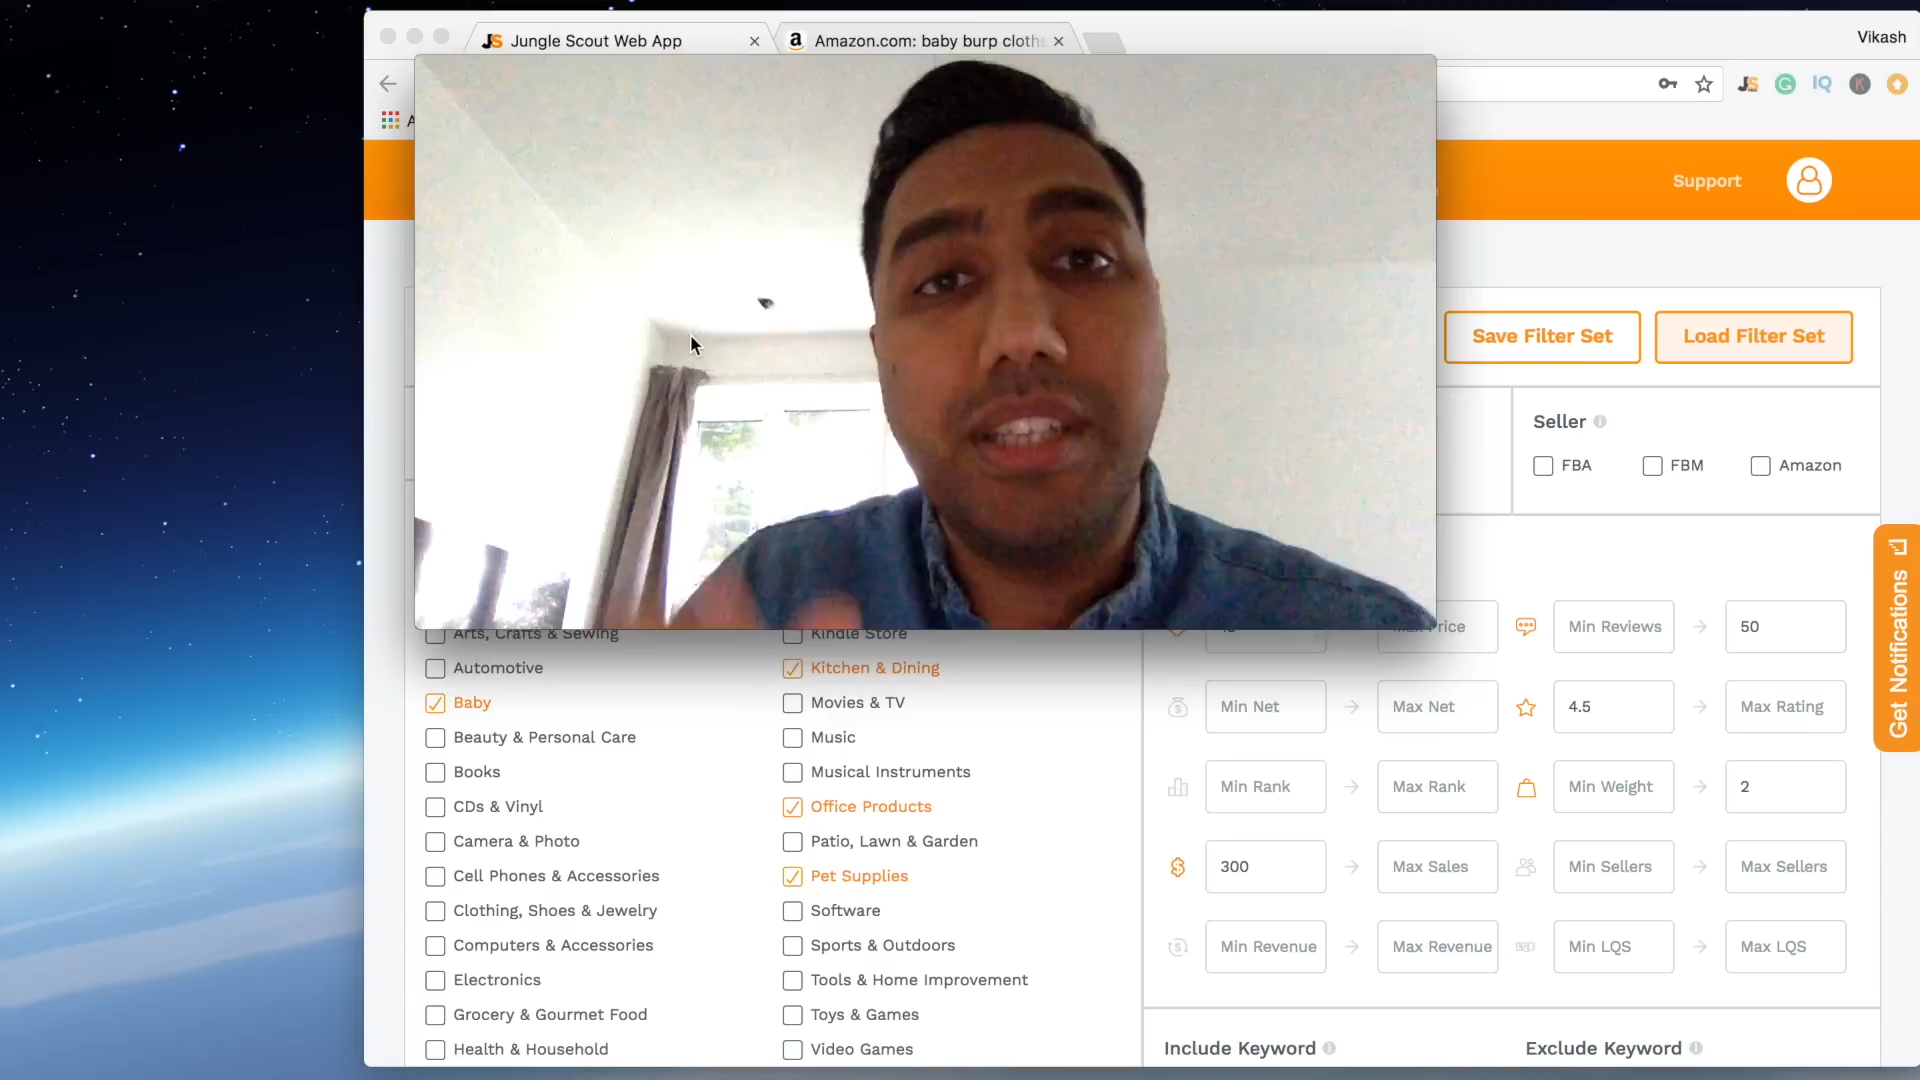 Jungle Scout Web App
Amazon.com: baby burp cloths
Vikash
Support
Save Filter Set
Load Filter Set
Seller
FBA
FBM
Amazon
Get Notifications
Arts, Crafts & Sewing
Kindle Store
Price
Min Reviews
50
Automotive
Kitchen & Dining
Baby
Movies & TV
Min Net
Max Net
4.5
Max Rating
Beauty & Personal Care
Music
Books
Musical Instruments
Min Rank
Max Rank
Min Weight
2
CDs & Vinyl
Office Products
Camera & Photo
Patio, Lawn & Garden
Cell Phones & Accessories
Pet Supplies
300
Max Sales
Min Sellers
Max Sellers
Clothing, Shoes & Jewelry
Software
Computers & Accessories
Sports & Outdoors
Min Revenue
Max Revenue
Min LQS
Max LQS
Electronics
Tools & Home Improvement
Grocery & Gourmet Food
Toys & Games
Health & Household
Video Games
Include Keyword
Exclude Keyword